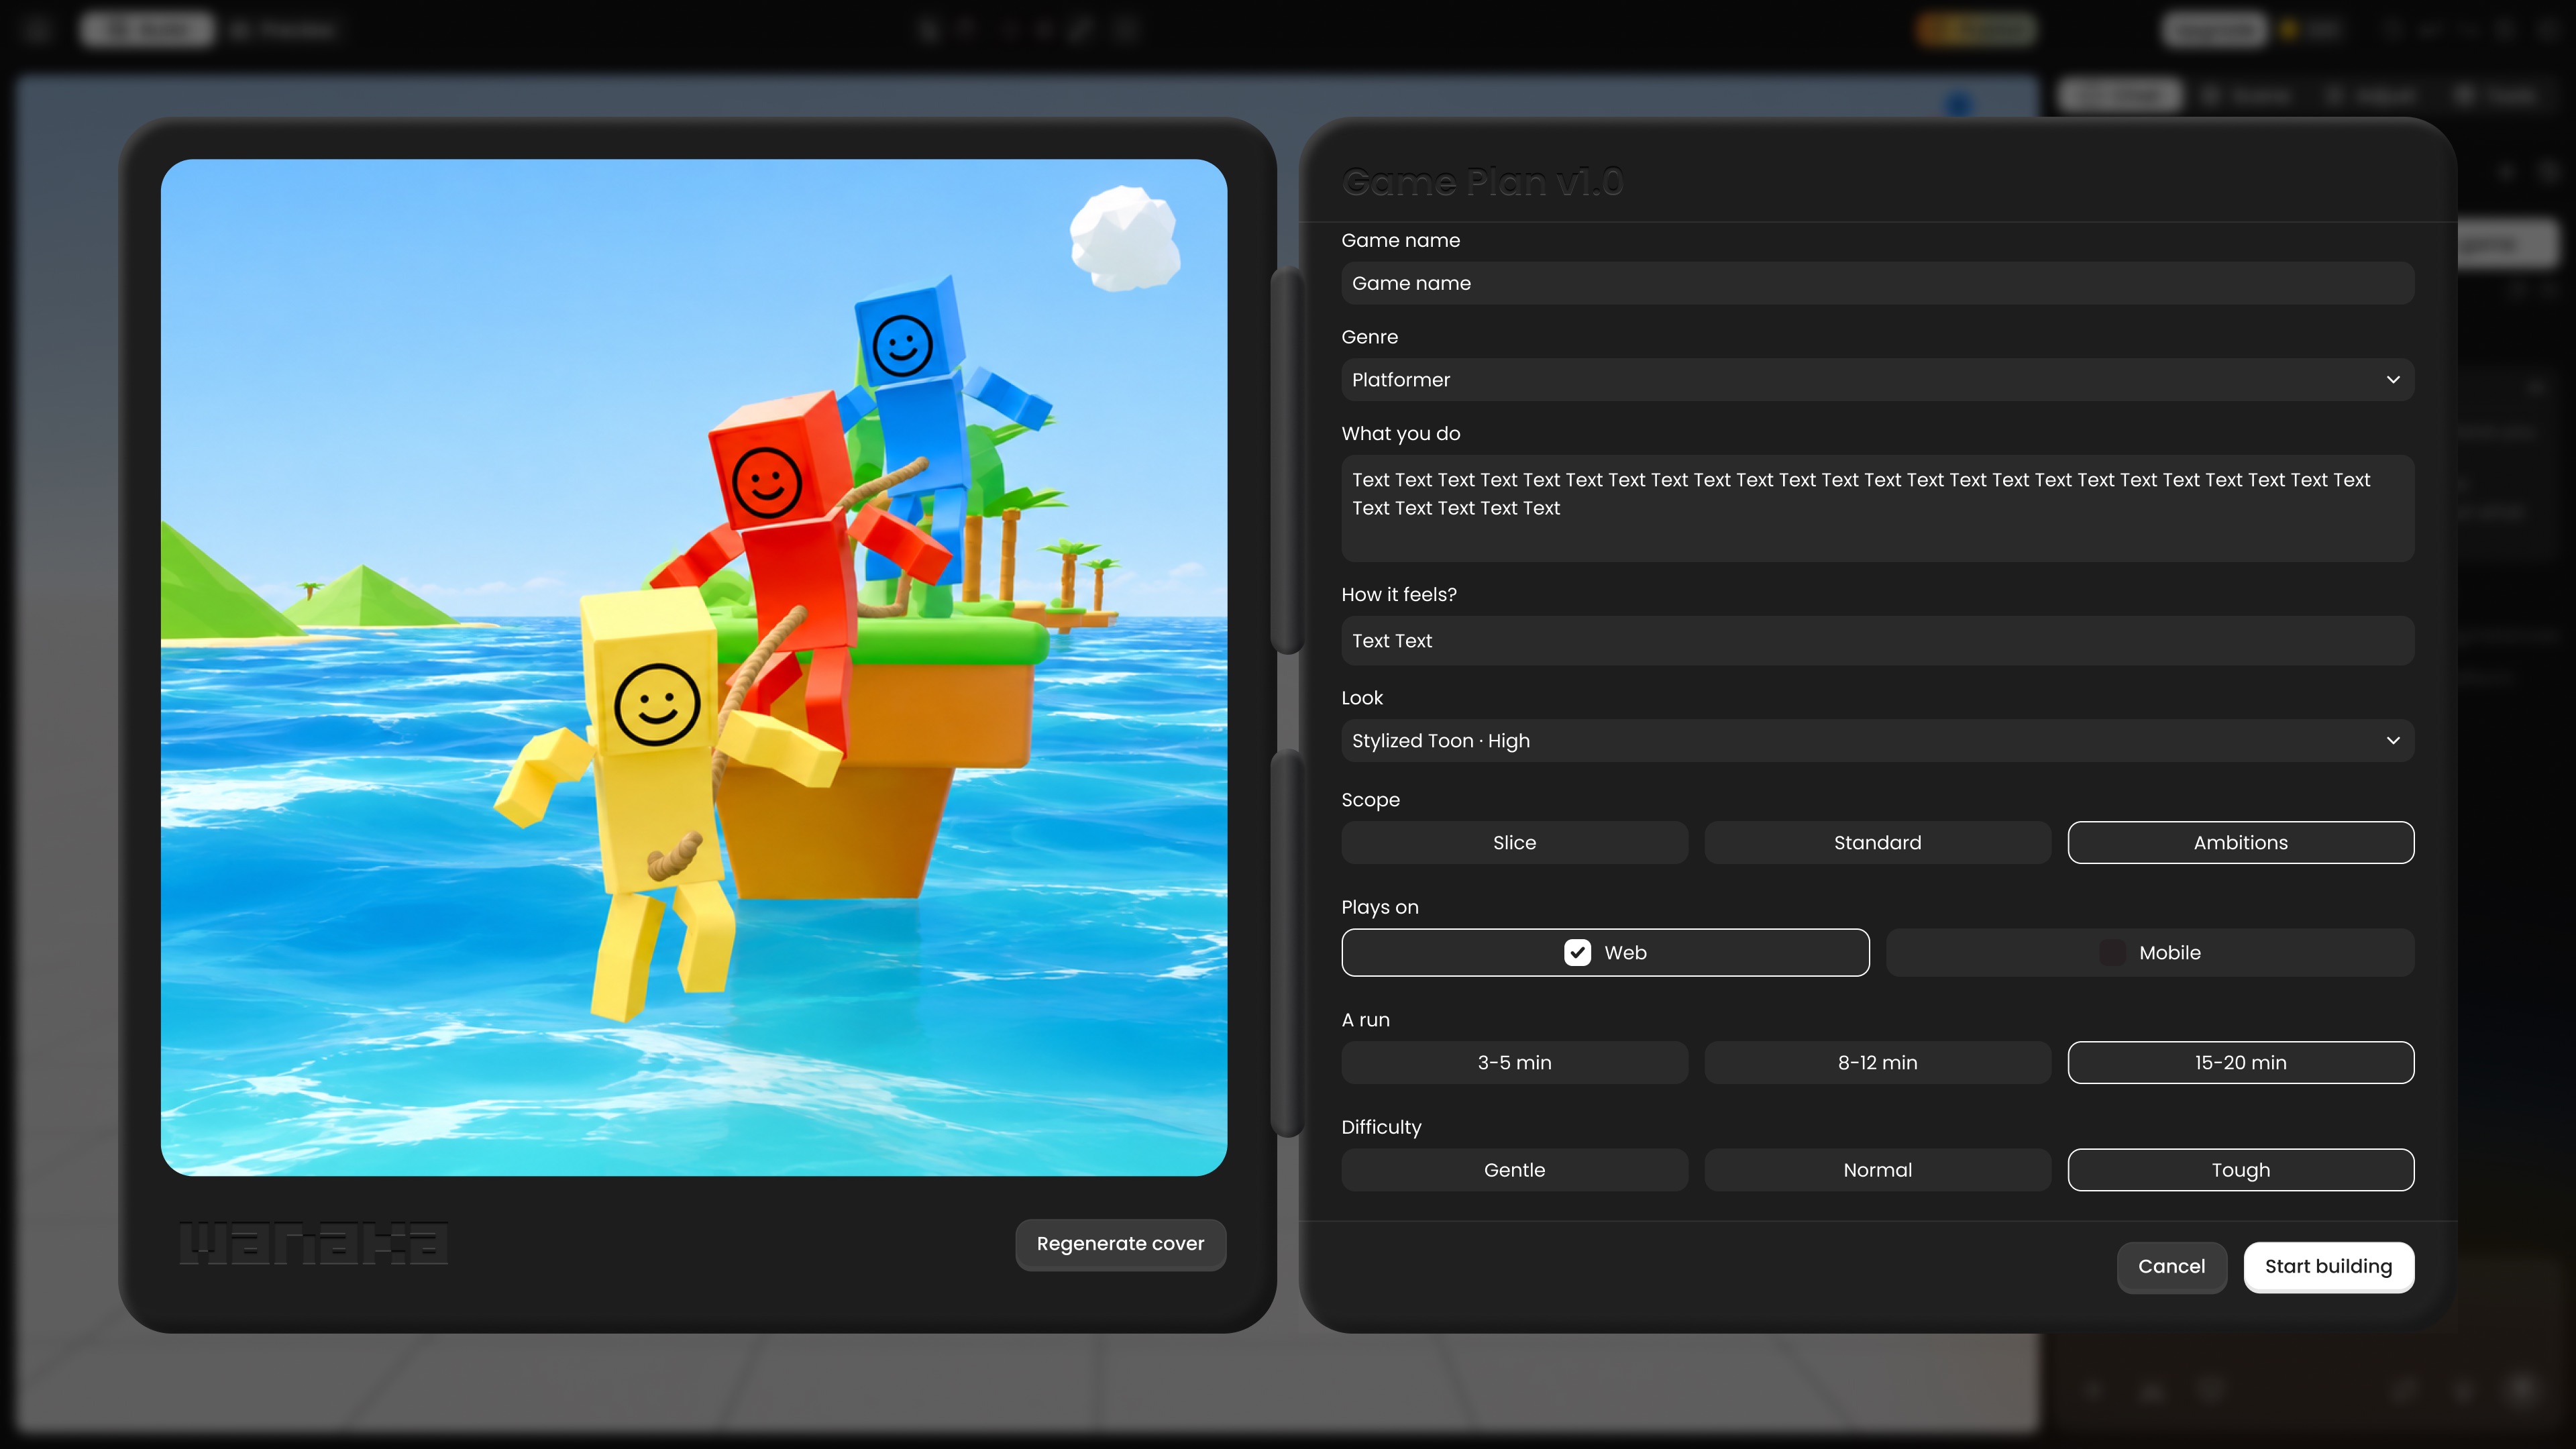 Game Plan v1.0
Game name
Game name
Genre
Platformer
What you do
Text Text Text Text Text Text Text Text Text Text Text Text Text Text Text Text Text Text Text Text Text Text Text Text
Text Text Text Text Text
How it feels?
Text Text
Look
Stylized Toon · High
Scope
Slice
Standard
Ambitions
Plays on
Web
Mobile
A run
3-5 min
8-12 min
15-20 min
Difficulty
Gentle
Normal
Tough
wanaka
Regenerate cover
Cancel
Start building